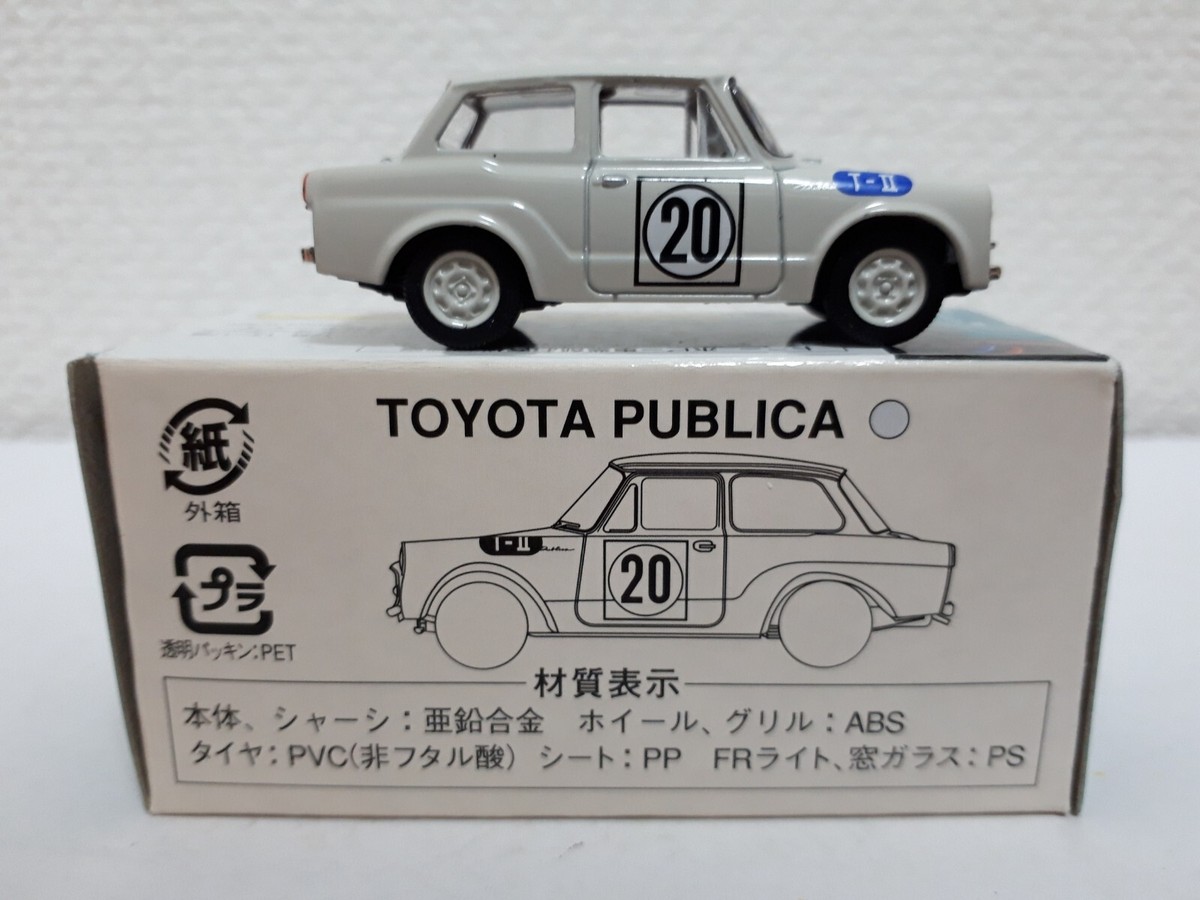 T-II
20
TOYOTA PUBLICA
紙
外箱
プラ
透明パッキン:PET
T-II
20
材質表示
本体、シャーシ：亜鉛合金　ホイール、グリル：ABS
タイヤ：PVC(非フタル酸)　シート：PP　FRライト、窓ガラス：PS